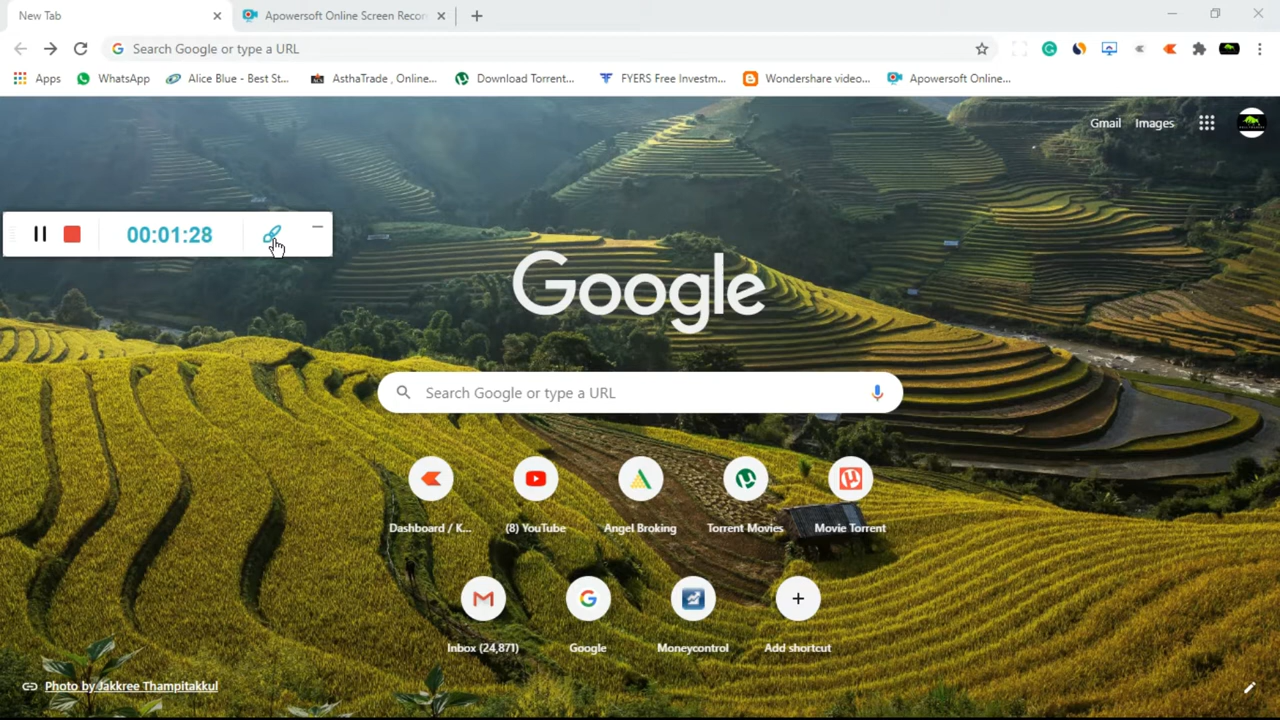 New Tab
Apowersoft Online Screen Recor
Search Google or type a URL
Apps
WhatsApp
Alice Blue - Best St...
AsthaTrade , Online...
Download Torrent...
FYERS Free Investm...
Wondershare video...
Apowersoft Online...
Gmail
Images
00:01:28
Google
Search Google or type a URL
Dashboard / K...
(8) YouTube
Angel Broking
Torrent Movies
Movie Torrent
Inbox (24,871)
Google
Moneycontrol
Add shortcut
Photo by Jakkree Thampitakkul